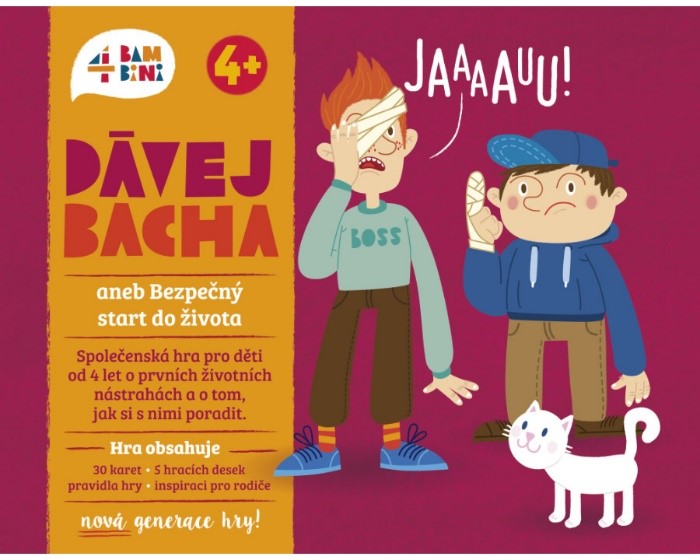 4 BAM
BINI
4+
JAAAAUU!
DÁVEJ
BACHA
BOSS
aneb Bezpečný
start do života
Společenská hra pro děti
od 4 let o prvních životních
nástrahách a o tom,
jak si s nimi poradit.
Hra obsahuje
30 karet • 5 hracích desek
pravidla hry • inspiraci pro rodiče
nová generace hry!